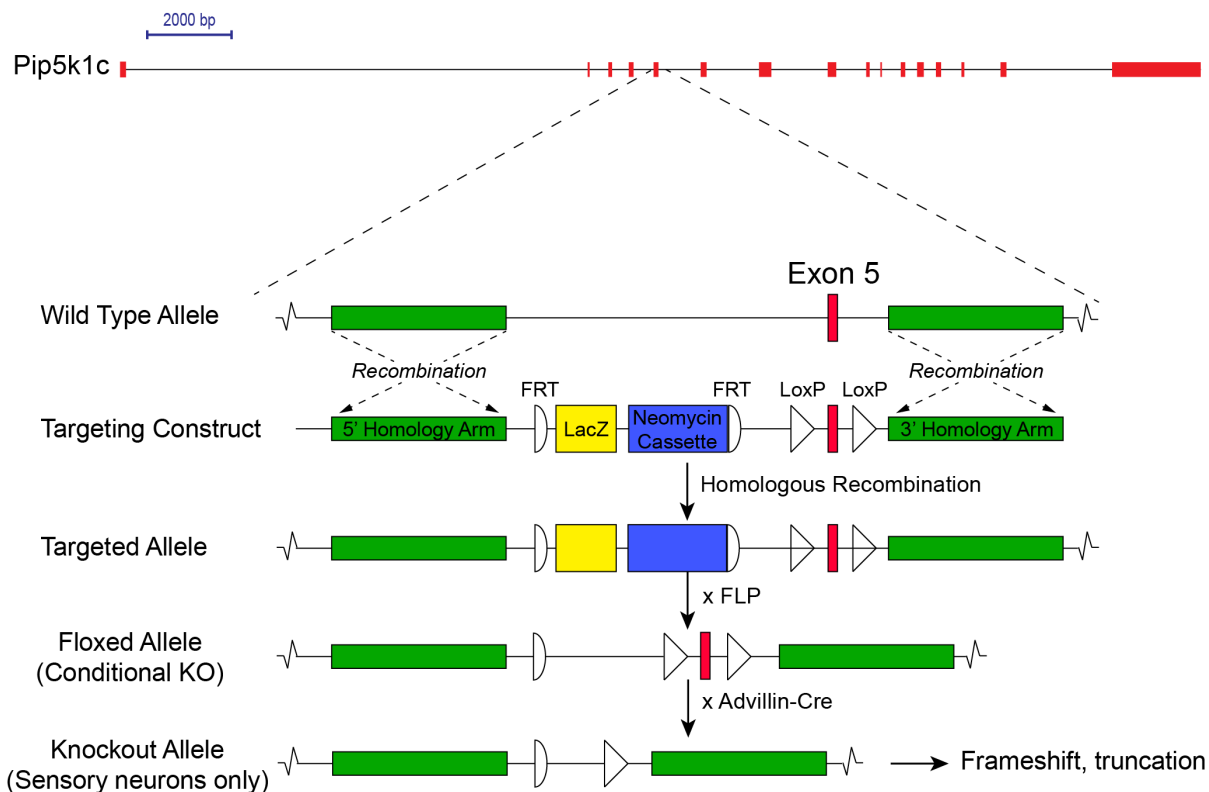 2000 bp
Pip5k1c
Exon 5
Wild Type Allele
Recombination
Recombination
FRT
FRT
LoxP
LoxP
Targeting Construct
5' Homology Arm
LacZ
Neomycin
Cassette
3' Homology Arm
Homologous Recombination
Targeted Allele
x FLP
Floxed Allele
(Conditional KO)
x Advillin-Cre
Knockout Allele
(Sensory neurons only)
Frameshift, truncation